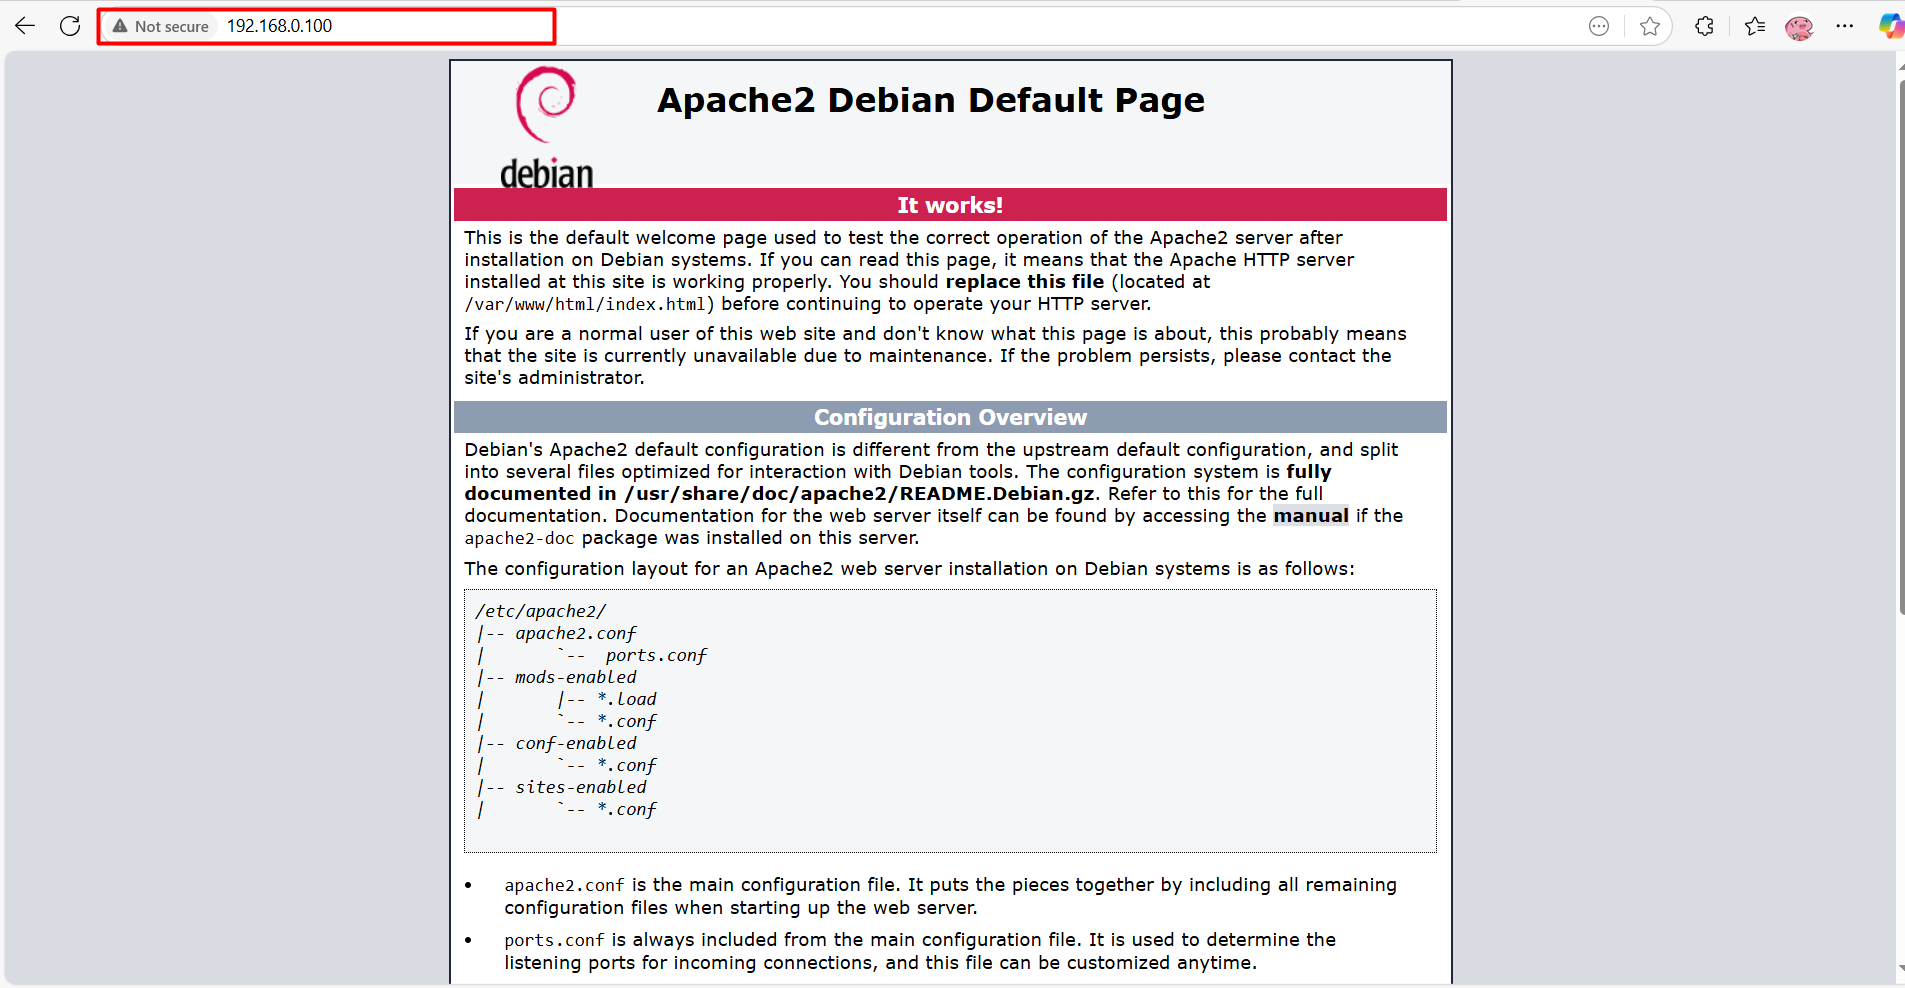 Not secure 192.168.0.100
debian
Apache2 Debian Default Page
It works!
This is the default welcome page used to test the correct operation of the Apache2 server after
installation on Debian systems. If you can read this page, it means that the Apache HTTP server
installed at this site is working properly. You should replace this file (located at
/var/www/html/index.html) before continuing to operate your HTTP server.
If you are a normal user of this web site and don't know what this page is about, this probably means
that the site is currently unavailable due to maintenance. If the problem persists, please contact the
site's administrator.
Configuration Overview
Debian's Apache2 default configuration is different from the upstream default configuration, and split
into several files optimized for interaction with Debian tools. The configuration system is fully
documented in /usr/share/doc/apache2/README.Debian.gz. Refer to this for the full
documentation. Documentation for the web server itself can be found by accessing the manual if the
apache2-doc package was installed on this server.
The configuration layout for an Apache2 web server installation on Debian systems is as follows:
/etc/apache2/
|-- apache2.conf
|       `--  ports.conf
|-- mods-enabled
|       |-- *.load
|       `-- *.conf
|-- conf-enabled
|       `-- *.conf
|-- sites-enabled
|       `-- *.conf
• apache2.conf is the main configuration file. It puts the pieces together by including all remaining
configuration files when starting up the web server.
• ports.conf is always included from the main configuration file. It is used to determine the
listening ports for incoming connections, and this file can be customized anytime.